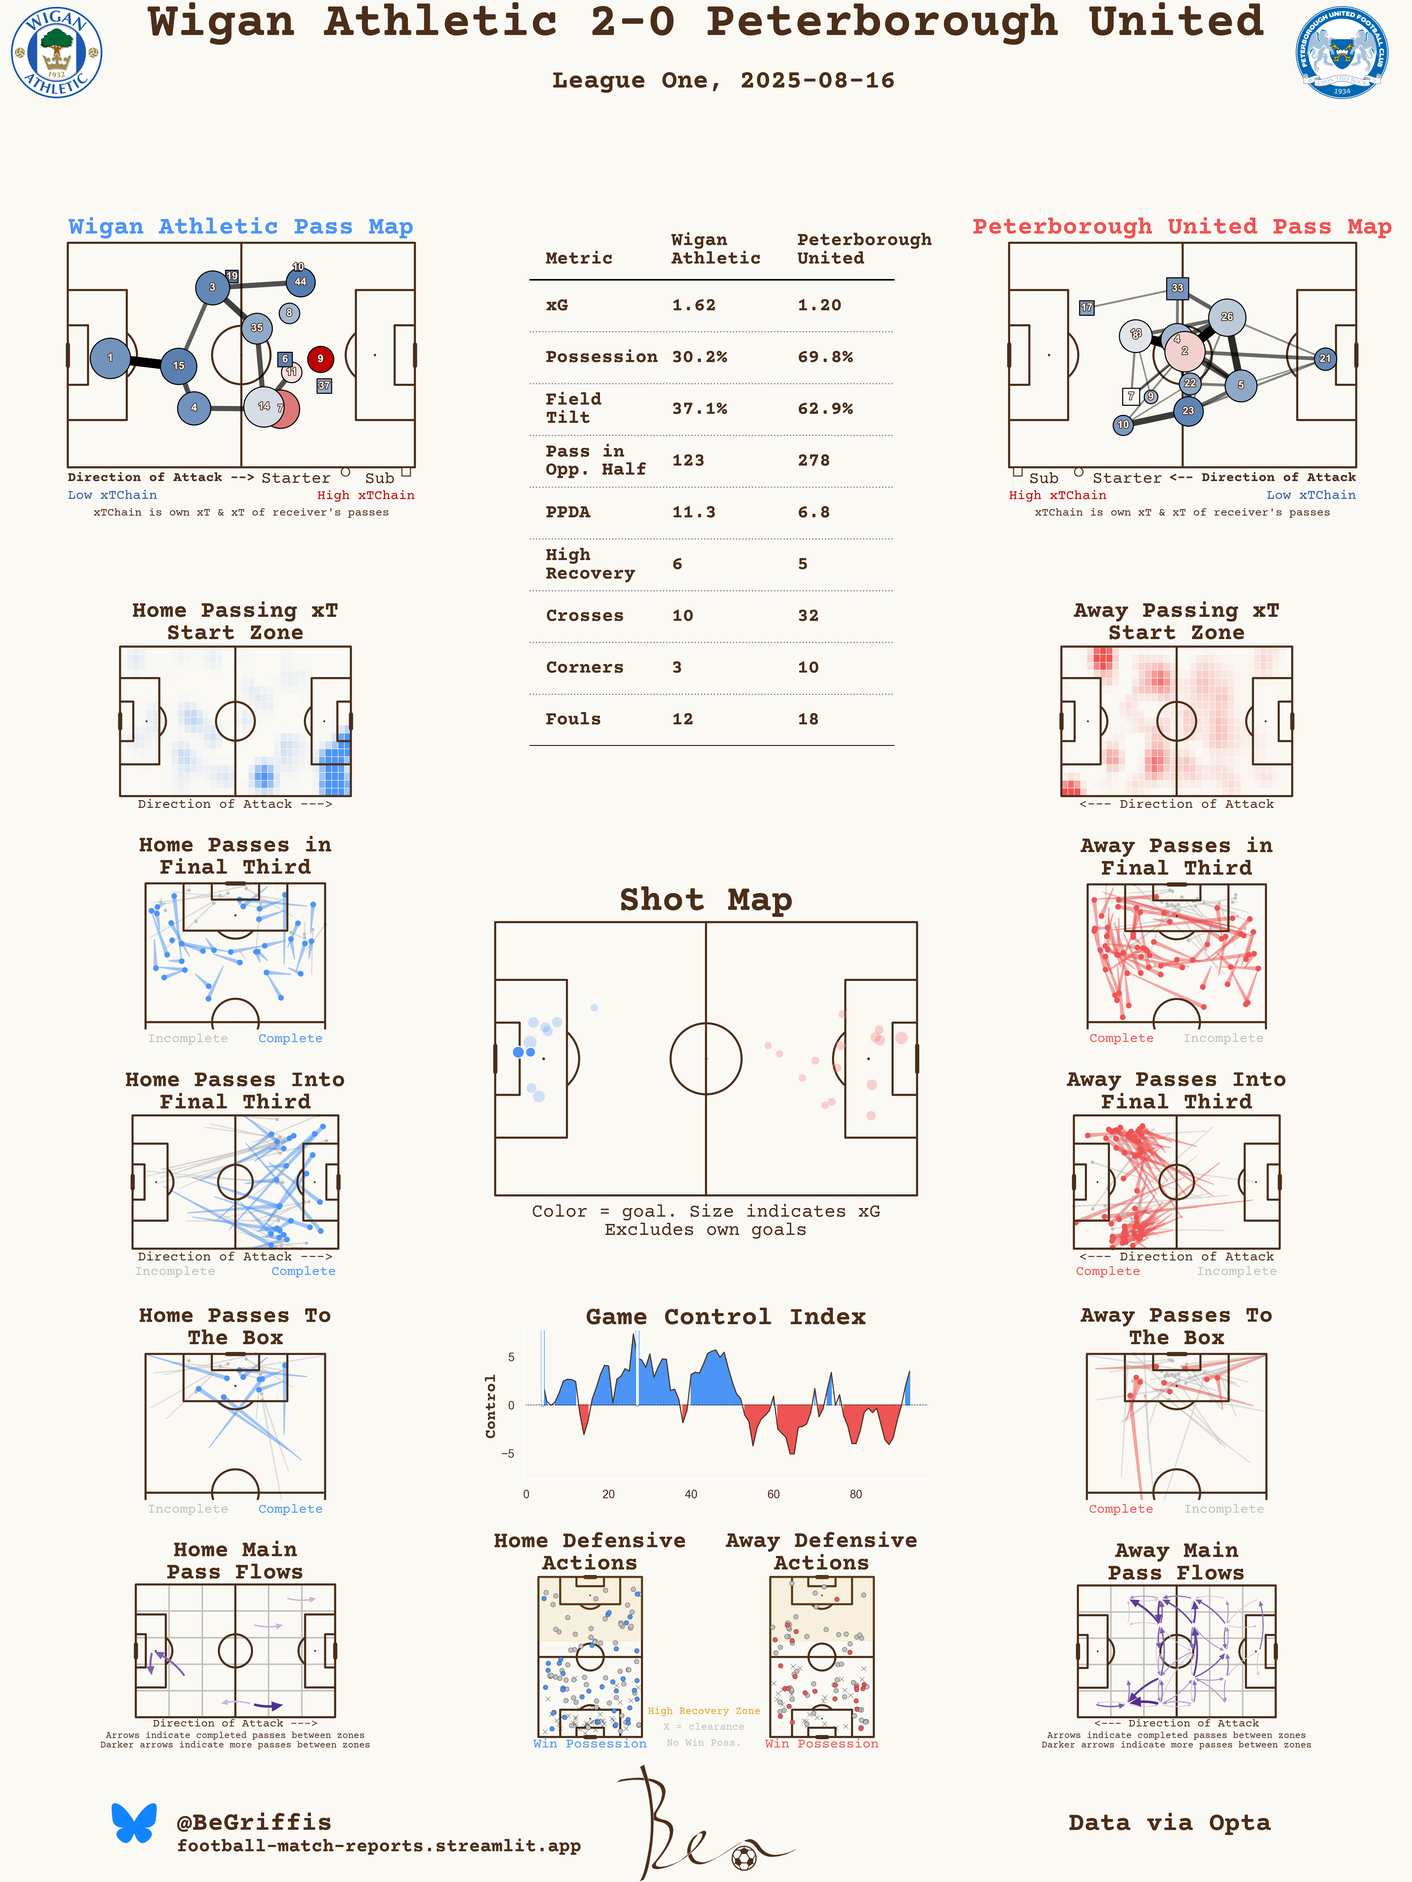 Wigan Athletic 2-0 Peterborough United
League One, 2025-08-16
WIGAN
1932
ATHLETIC
PETERBOROUGH UNITED FOOTBALL CLUB
1934
Wigan Athletic Pass Map
1
15
3
4
19
10
44
8
35
6
9
11
37
14
7
Direction of Attack --> Starter Sub
Low xTChain High xTChain
xTChain is own xT & xT of receiver's passes
Metric Wigan Athletic Peterborough United
xG 1.62 1.20
Possession 30.2% 69.8%
Field Tilt 37.1% 62.9%
Pass in Opp. Half 123 278
PPDA 11.3 6.8
High Recovery 6 5
Crosses 10 32
Corners 3 10
Fouls 12 18
Peterborough United Pass Map
17
33
26
4
2
21
22
5
7
9
23
10
Sub Starter <-- Direction of Attack
High xTChain Low xTChain
xTChain is own xT & xT of receiver's passes
Home Passing xT
Start Zone
Direction of Attack --->
Away Passing xT
Start Zone
<--- Direction of Attack
Home Passes in
Final Third
Incomplete Complete
Away Passes in
Final Third
Complete Incomplete
Shot Map
Color = goal. Size indicates xG
Excludes own goals
Home Passes Into
Final Third
Direction of Attack --->
Incomplete Complete
Away Passes Into
Final Third
<--- Direction of Attack
Complete Incomplete
Home Passes To
The Box
Incomplete Complete
Game Control Index
Control
5
0
−5
0 20 40 60 80
Away Passes To
The Box
Complete Incomplete
Home Main
Pass Flows
Direction of Attack --->
Arrows indicate completed passes between zones
Darker arrows indicate more passes between zones
Home Defensive
Actions
Win Possession
Away Defensive
Actions
Win Possession
High Recovery Zone
X = clearance
No Win Poss.
Away Main
Pass Flows
<--- Direction of Attack
Arrows indicate completed passes between zones
Darker arrows indicate more passes between zones
@BeGriffis
football-match-reports.streamlit.app
Ben
Data via Opta